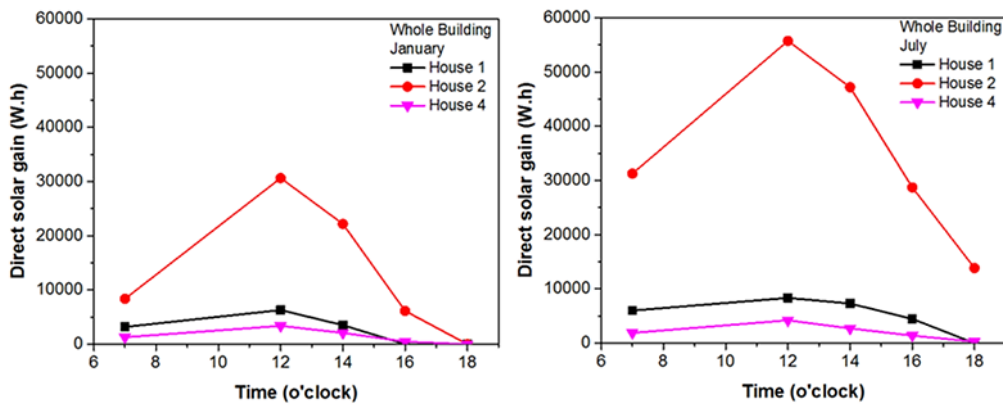 60000
50000
40000
30000
20000
10000
0
Direct solar gain (W.h)
Whole Building
January
House 1
House 2
House 4
6 8 10 12 14 16 18
Time (o'clock)
60000
50000
40000
30000
20000
10000
0
Direct solar gain (W.h)
Whole Building
July
House 1
House 2
House 4
6 8 10 12 14 16 18
Time (o'clock)